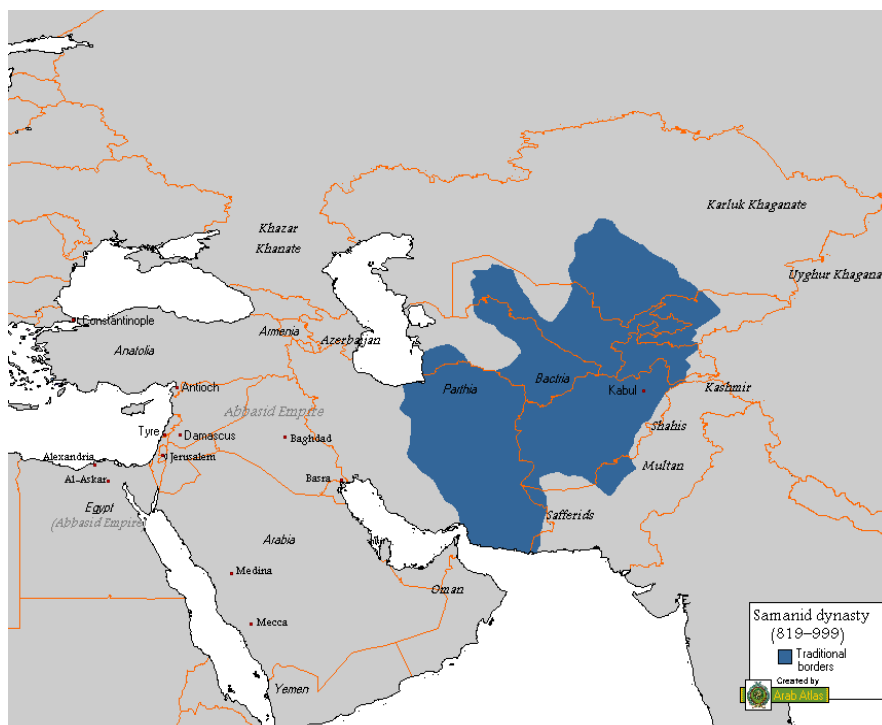 Karluk Khaganate
Khazar
Khanate
Uyghur Khagana
Constantinople
Armenia
Azerbaijan
Anatolia
Parthia
Bactria
Kabul
Kashmir
Antioch
Abbasid Empire
Shahis
Tyre
Damascus
Baghdad
Alexandria
Jerusalem
Multan
Al-Askar
Basra
Egypt
(Abbasid Empire)
Safferids
Arabia
Medina
Oman
Mecca
Yemen
Samanid dynasty
(819–999)
Traditional
borders
Created by
Arab Atlas